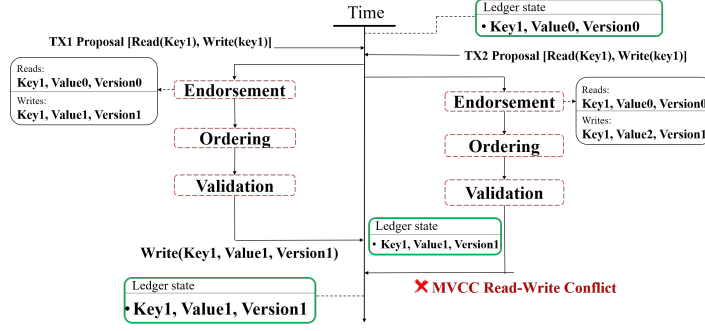 Time
Ledger state
• Key1, Value0, Version0
TX1 Proposal [Read(Key1), Write(key1)]
TX2 Proposal [Read(Key1), Write(key1)]
Reads:
Key1, Value0, Version0
Writes:
Key1, Value1, Version1
Endorsement
Ordering
Validation
Endorsement
Ordering
Validation
Reads:
Key1, Value0, Version0
Writes:
Key1, Value2, Version1
Write(Key1, Value1, Version1)
Ledger state
• Key1, Value1, Version1
MVCC Read-Write Conflict
Ledger state
• Key1, Value1, Version1